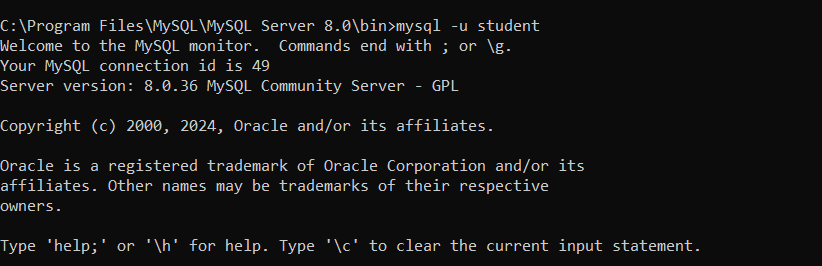 C:\Program Files\MySQL\MySQL Server 8.0\bin>mysql -u student
Welcome to the MySQL monitor.  Commands end with ; or \g.
Your MySQL connection id is 49
Server version: 8.0.36 MySQL Community Server - GPL
Copyright (c) 2000, 2024, Oracle and/or its affiliates.
Oracle is a registered trademark of Oracle Corporation and/or its
affiliates. Other names may be trademarks of their respective
owners.
Type 'help;' or '\h' for help. Type '\c' to clear the current input statement.